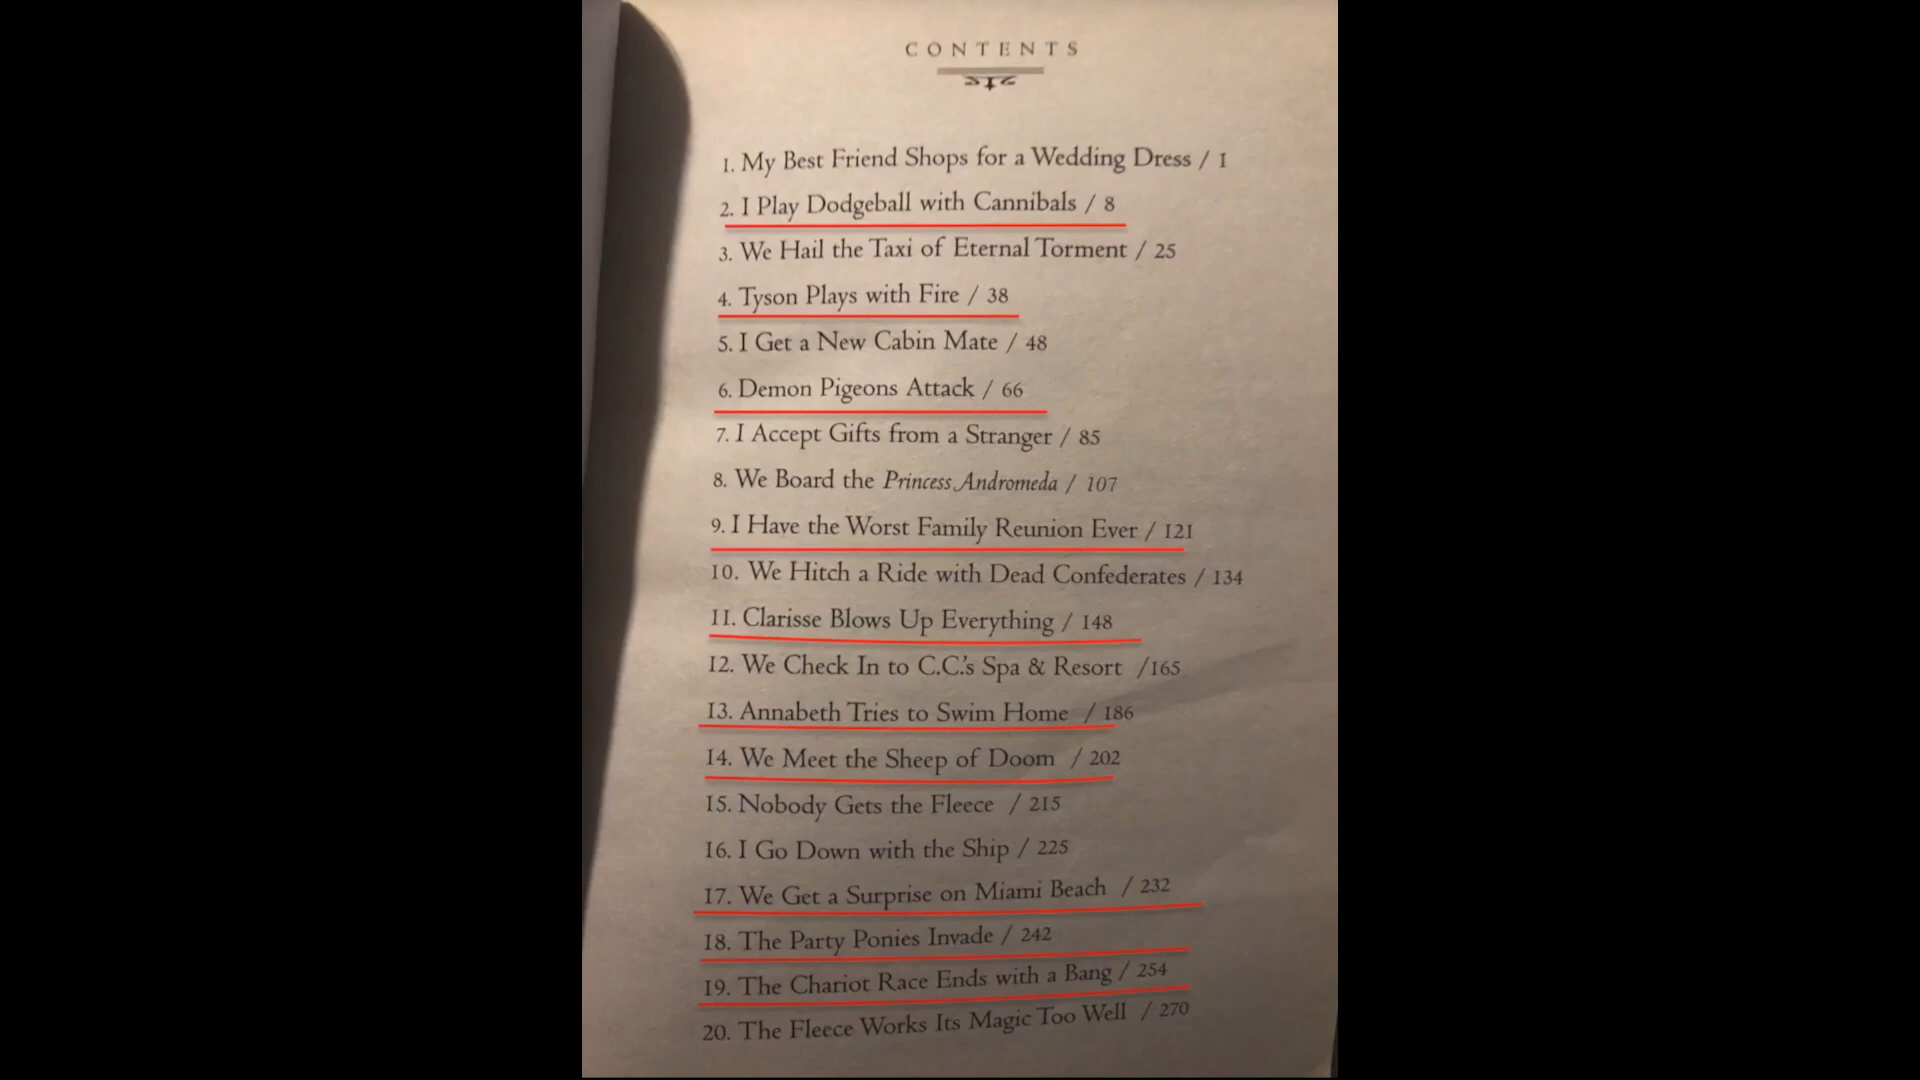 CONTENTS
1. My Best Friend Shops for a Wedding Dress / 1
2. I Play Dodgeball with Cannibals / 8
3. We Hail the Taxi of Eternal Torment / 25
4. Tyson Plays with Fire / 38
5. I Get a New Cabin Mate / 48
6. Demon Pigeons Attack / 66
7. I Accept Gifts from a Stranger / 85
8. We Board the Princess Andromeda / 107
9. I Have the Worst Family Reunion Ever / 121
10. We Hitch a Ride with Dead Confederates / 134
11. Clarisse Blows Up Everything / 148
12. We Check In to C.C.'s Spa & Resort /165
13. Annabeth Tries to Swim Home / 186
14. We Meet the Sheep of Doom / 202
15. Nobody Gets the Fleece / 215
16. I Go Down with the Ship / 225
17. We Get a Surprise on Miami Beach / 232
18. The Party Ponies Invade / 242
19. The Chariot Race Ends with a Bang / 254
20. The Fleece Works Its Magic Too Well / 270